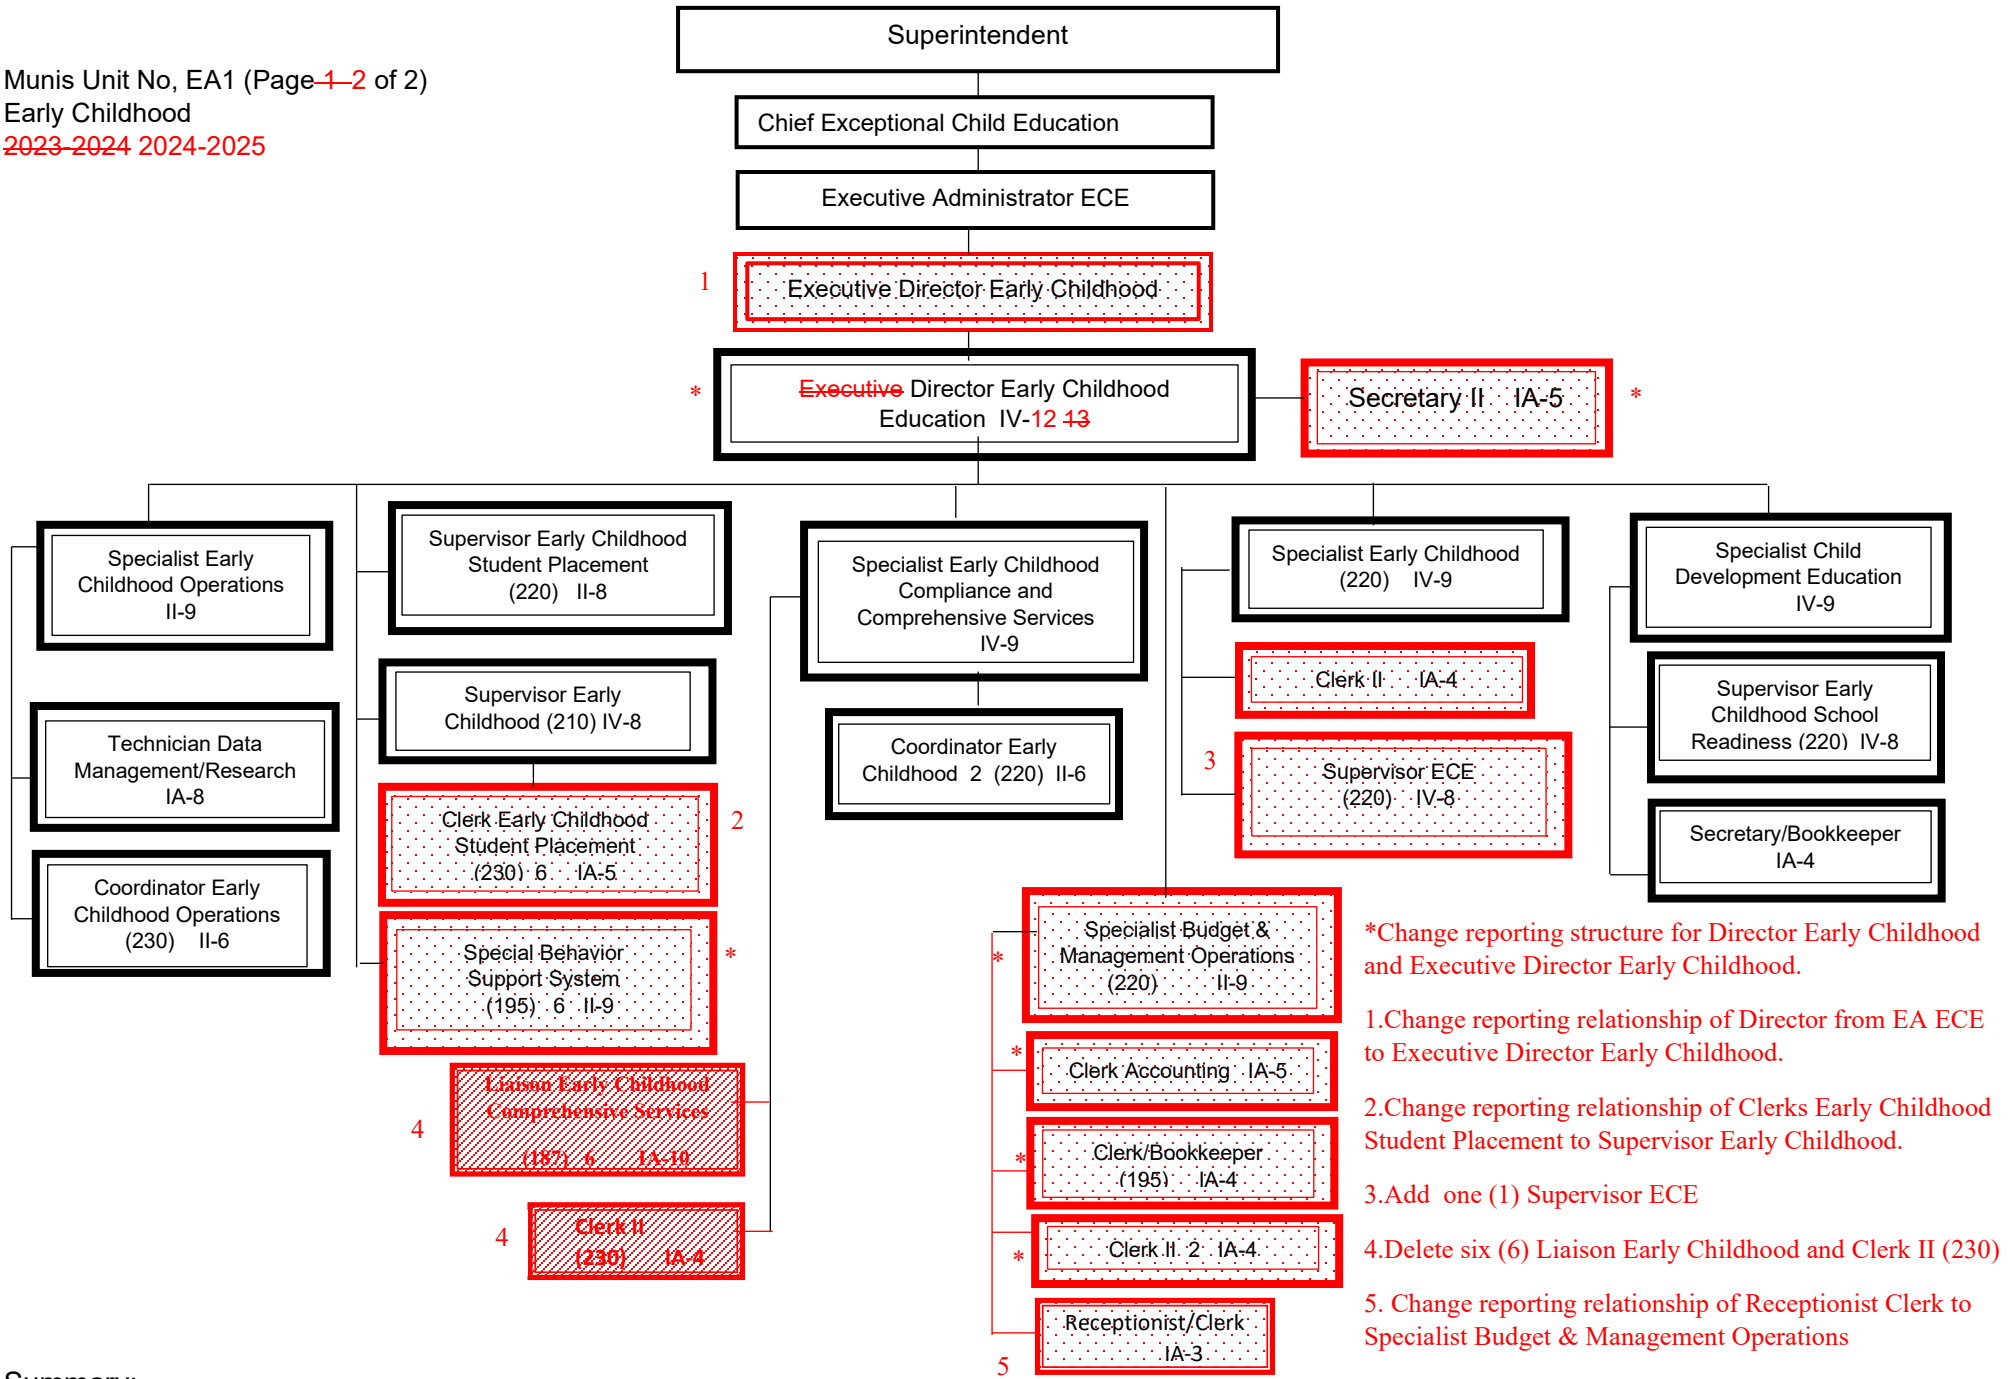 Superintendent
Munis Unit No, EA1 (Page 1 2 of 2)
Early Childhood
2023-2024 2024-2025
Chief Exceptional Child Education
Executive Administrator ECE
1
Executive Director Early Childhood
*
Executive Director Early Childhood
Education IV-12 13
Secretary II IA-5
*
Specialist Early
Childhood Operations
II-9
Technician Data
Management/Research
IA-8
Coordinator Early
Childhood Operations
(230) II-6
Supervisor Early Childhood
Student Placement
(220) II-8
Supervisor Early
Childhood (210) IV-8
Clerk Early Childhood
Student Placement
(230) 6 IA-5
2
Special Behavior
Support System
(195) 6 II-9
*
Liaison Early Childhood
Comprehensive Services
(187) 6 IA-10
4
Clerk II
(230) IA-4
4
Specialist Early Childhood
Compliance and
Comprehensive Services
IV-9
Coordinator Early
Childhood 2 (220) II-6
Specialist Early Childhood
(220) IV-9
Clerk II IA-4
3
Supervisor ECE
(220) IV-8
Specialist Child
Development Education
IV-9
Supervisor Early
Childhood School
Readiness (220) IV-8
Secretary/Bookkeeper
IA-4
*
Specialist Budget &
Management Operations
(220) II-9
*
Clerk Accounting IA-5
*
Clerk/Bookkeeper
(195) IA-4
*
Clerk II 2 IA-4
5
Receptionist/Clerk
IA-3
*Change reporting structure for Director Early Childhood
and Executive Director Early Childhood.
1.Change reporting relationship of Director from EA ECE
to Executive Director Early Childhood.
2.Change reporting relationship of Clerks Early Childhood
Student Placement to Supervisor Early Childhood.
3.Add one (1) Supervisor ECE
4.Delete six (6) Liaison Early Childhood and Clerk II (230)
5. Change reporting relationship of Receptionist Clerk to
Specialist Budget & Management Operations
Summary: